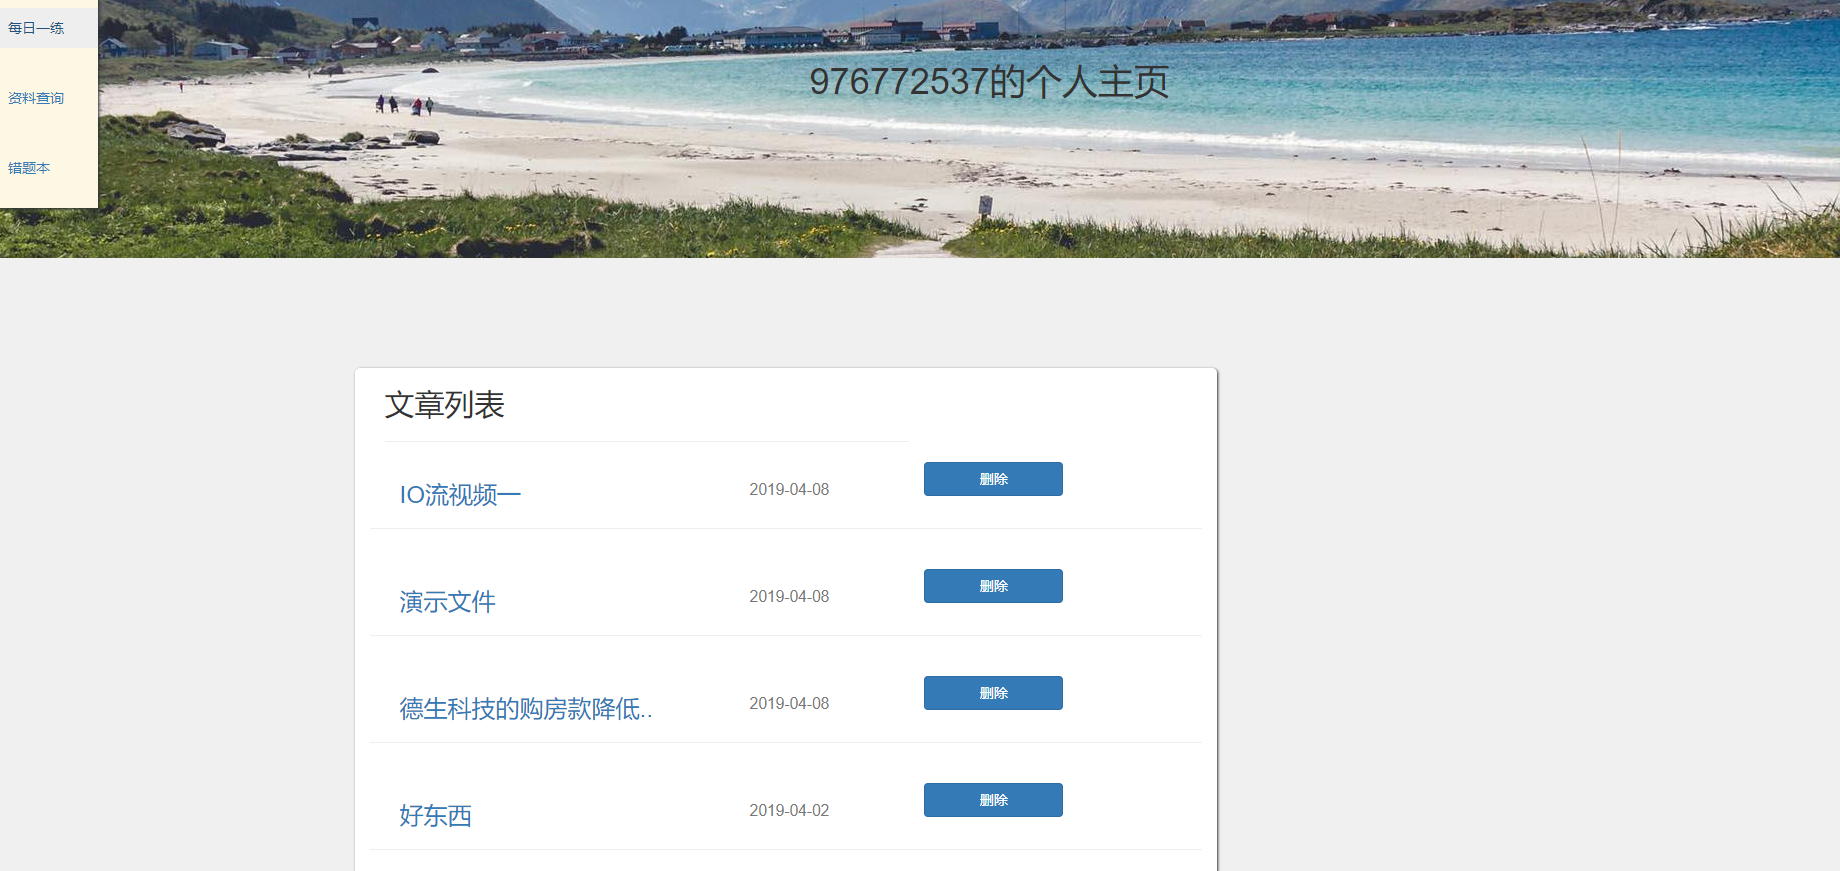 每日一练
资料查询
错题本
976772537的个人主页
文章列表
IO流视频一 2019-04-08 删除
演示文件 2019-04-08 删除
德生科技的购房款降低.. 2019-04-08 删除
好东西 2019-04-02 删除